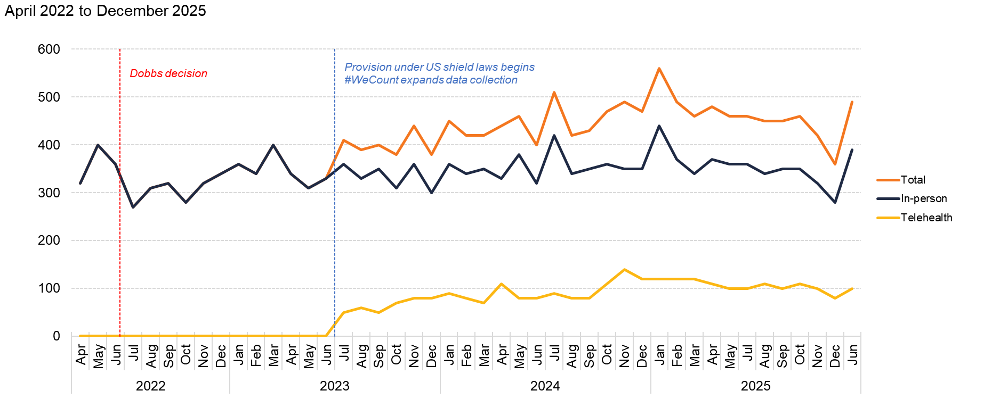 April 2022 to December 2025
600
500
400
300
200
100
0
Dobbs decision
Provision under US shield laws begins
#WeCount expands data collection
Total
In-person
Telehealth
Apr May Jun Jul Aug Sep Oct Nov Dec Jan Feb Mar Apr May Jun Jul Aug Sep Oct Nov Dec Jan Feb Mar Apr May Jun Jul Aug Sep Oct Nov Dec Jan Feb Mar Apr May Jul Aug Sep Oct Nov Dec Jun
2022 2023 2024 2025